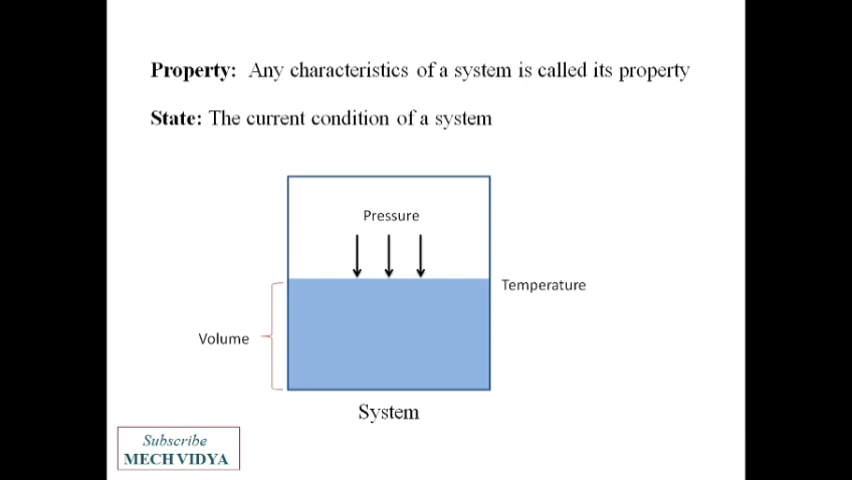 Property: Any characteristics of a system is called its property
State: The current condition of a system
Pressure
Temperature
Volume
System
Subscribe
MECH VIDYA